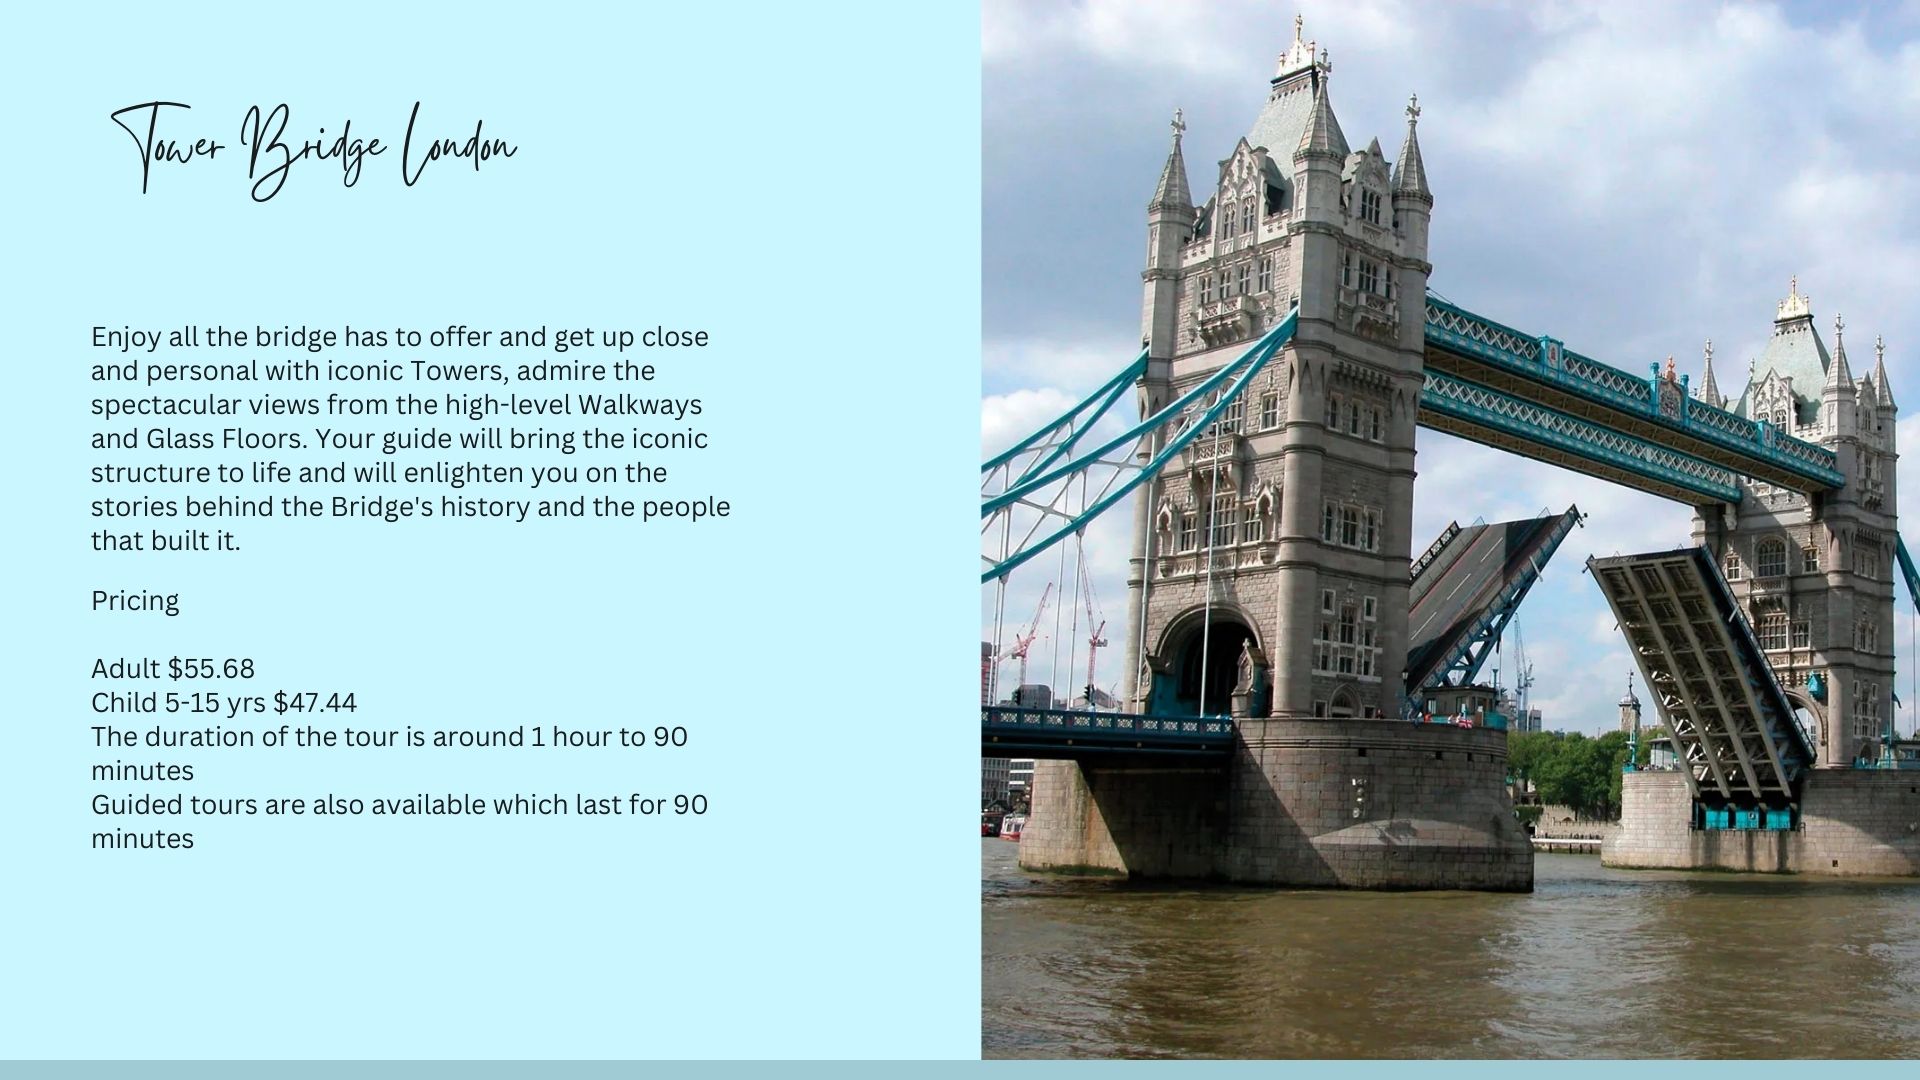 Tower Bridge London
Enjoy all the bridge has to offer and get up close
and personal with iconic Towers, admire the
spectacular views from the high-level Walkways
and Glass Floors. Your guide will bring the iconic
structure to life and will enlighten you on the
stories behind the Bridge's history and the people
that built it.
Pricing
Adult $55.68
Child 5-15 yrs $47.44
The duration of the tour is around 1 hour to 90
minutes
Guided tours are also available which last for 90
minutes